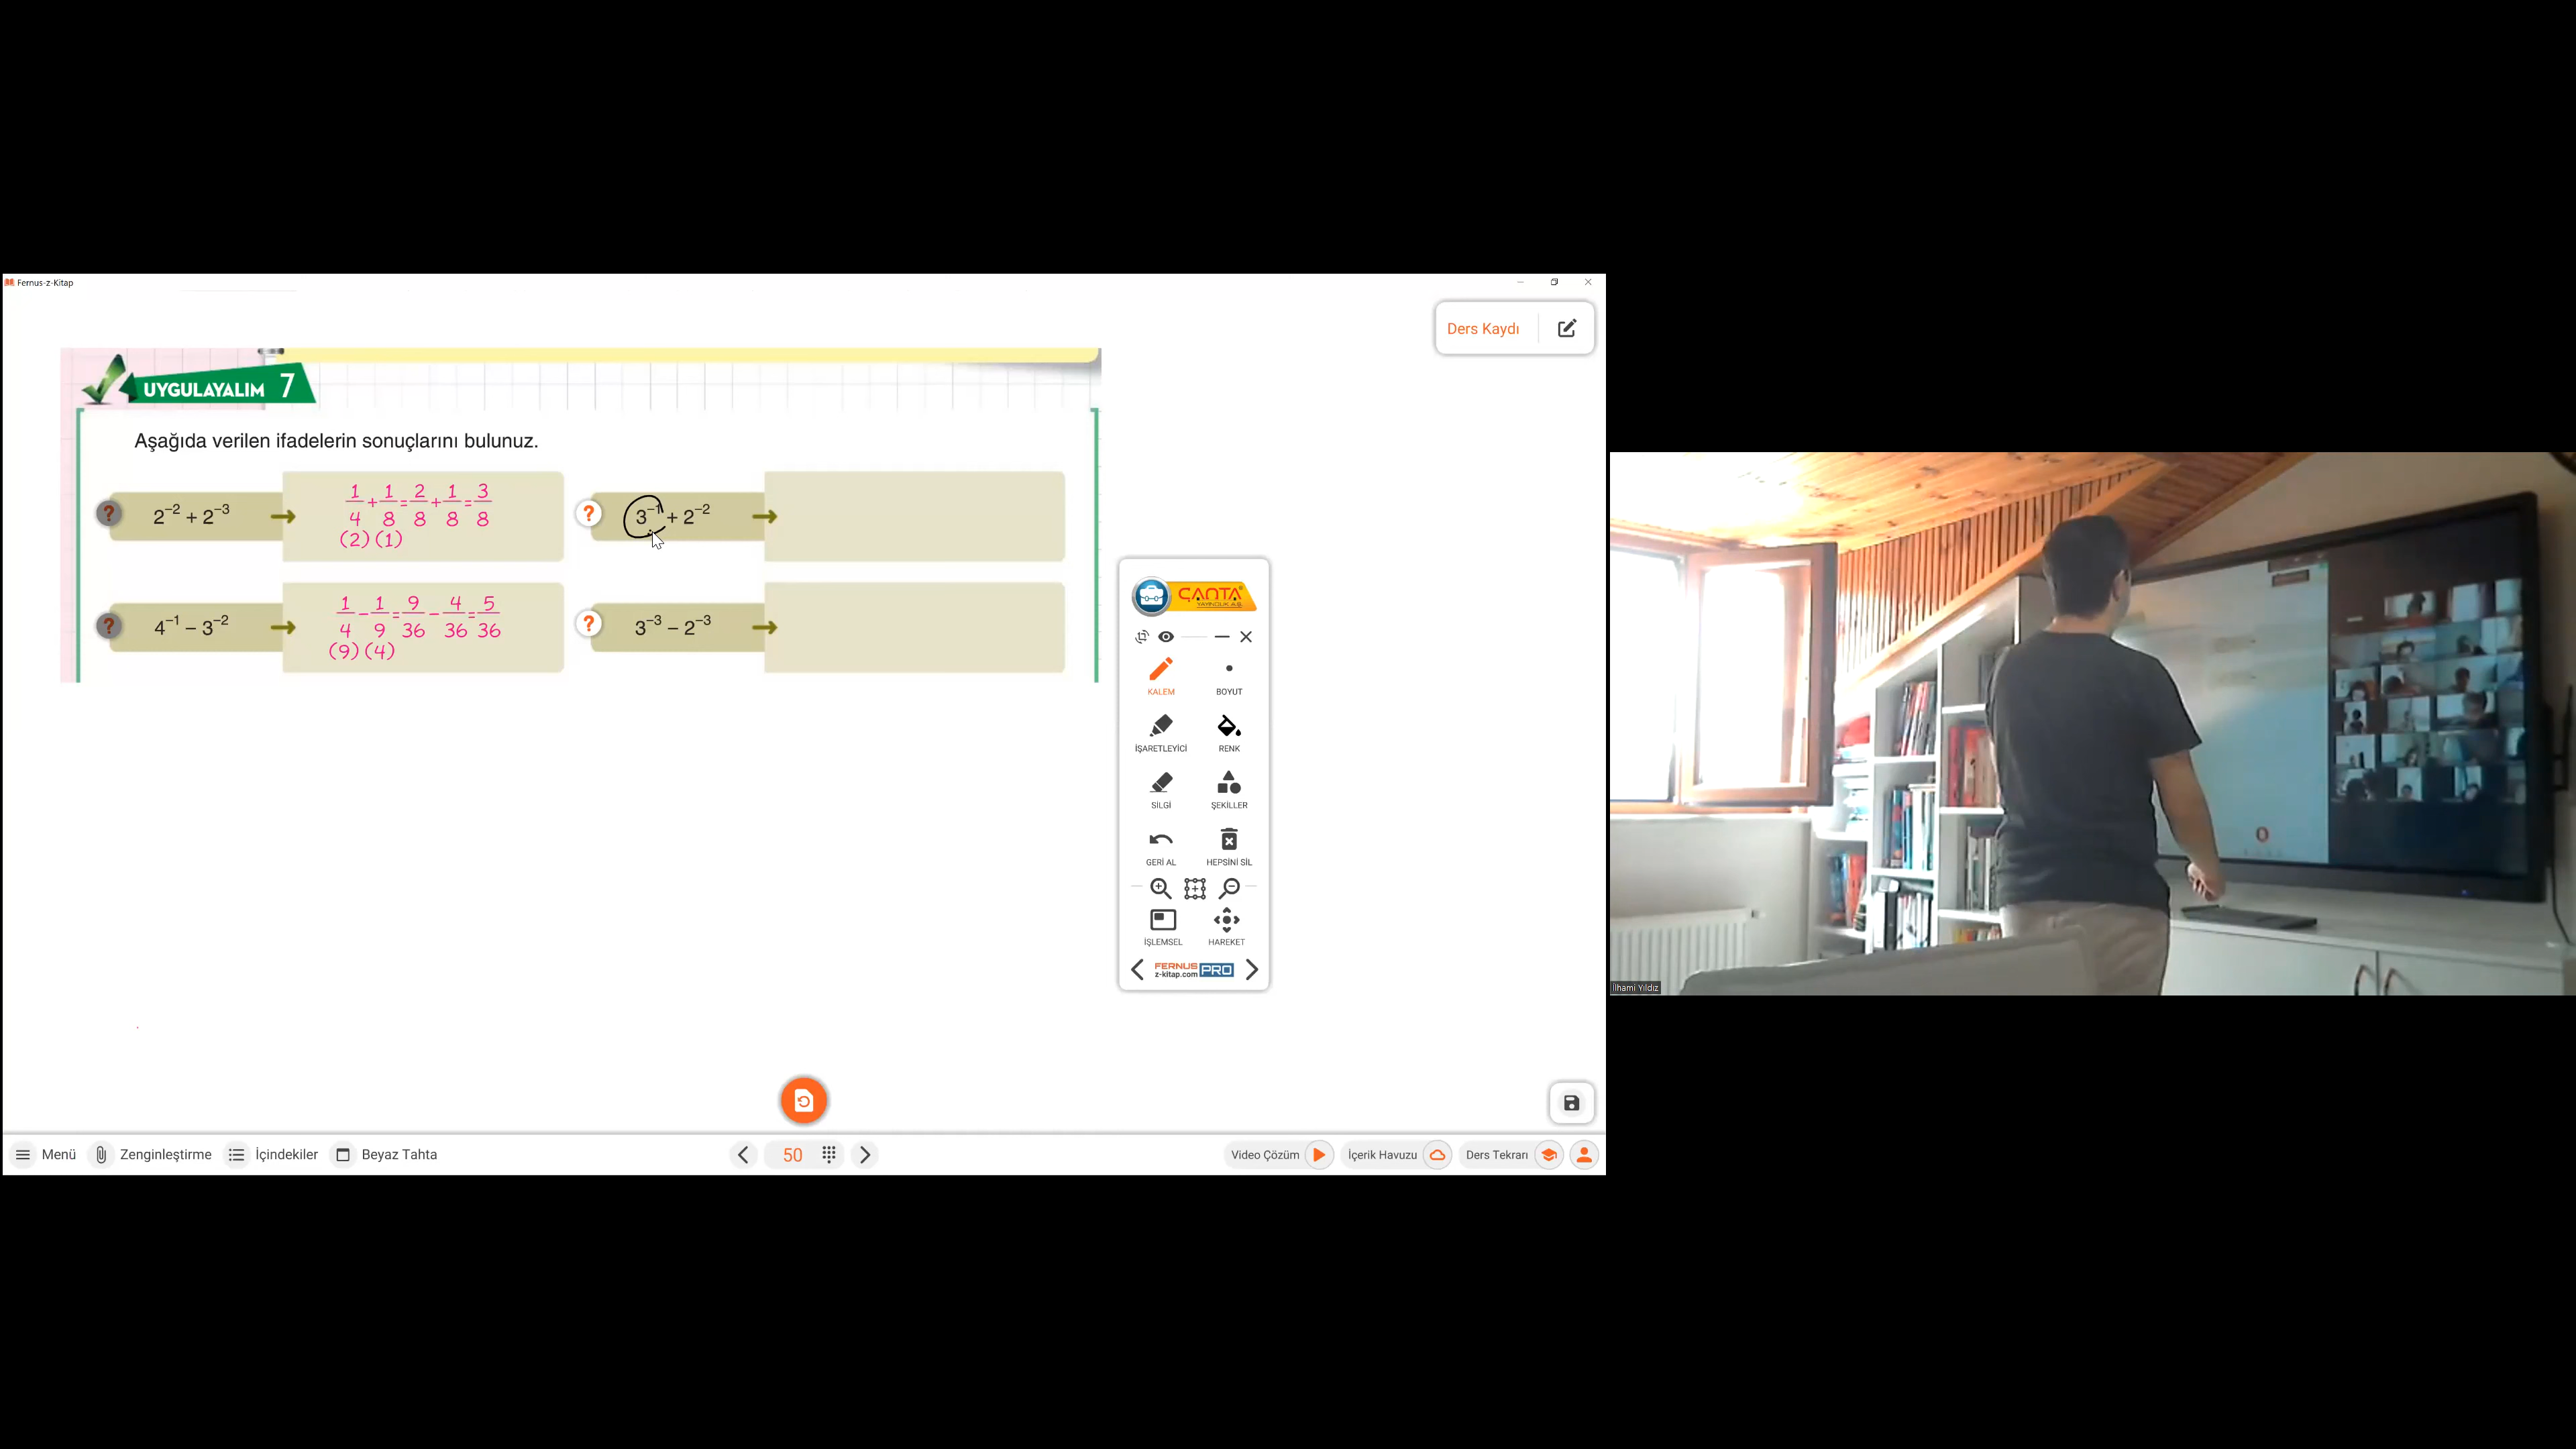 Fernus-z-Kitap
Ders Kaydı
UYGULAYALIM 7
Aşağıda verilen ifadelerin sonuçlarını bulunuz.
? 2⁻² + 2⁻³ → 1/4 + 1/8 = 2/8 + 1/8 = 3/8
(2) (1)
? 3⁻¹ + 2⁻² →
? 4⁻¹ – 3⁻² → 1/4 – 1/9 = 9/36 – 4/36 = 5/36
(9) (4)
? 3⁻³ – 2⁻³ →
ÇANTA
YAYINCILIK A.Ş.
KALEM BOYUT
İŞARETLEYİCİ RENK
SİLGİ ŞEKİLLER
GERİ AL HEPSİNİ SİL
İŞLEMSEL HAREKET
FERNUS
z-kitap.com PRO
İlhami Yıldız
Menü Zenginleştirme İçindekiler Beyaz Tahta 50 Video Çözüm İçerik Havuzu Ders Tekrarı